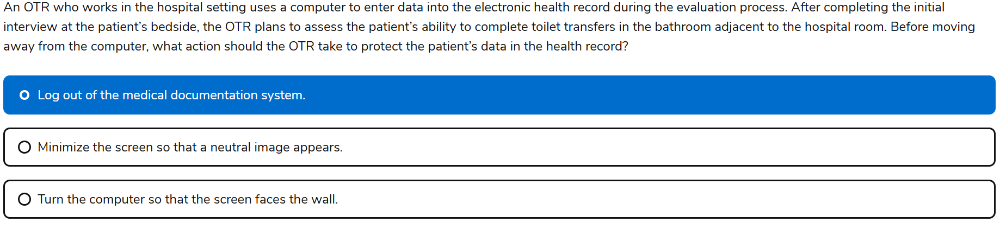 An OTR who works in the hospital setting uses a computer to enter data into the electronic health record during the evaluation process. After completing the initial
interview at the patient’s bedside, the OTR plans to assess the patient’s ability to complete toilet transfers in the bathroom adjacent to the hospital room. Before moving
away from the computer, what action should the OTR take to protect the patient’s data in the health record?
Log out of the medical documentation system.
Minimize the screen so that a neutral image appears.
Turn the computer so that the screen faces the wall.